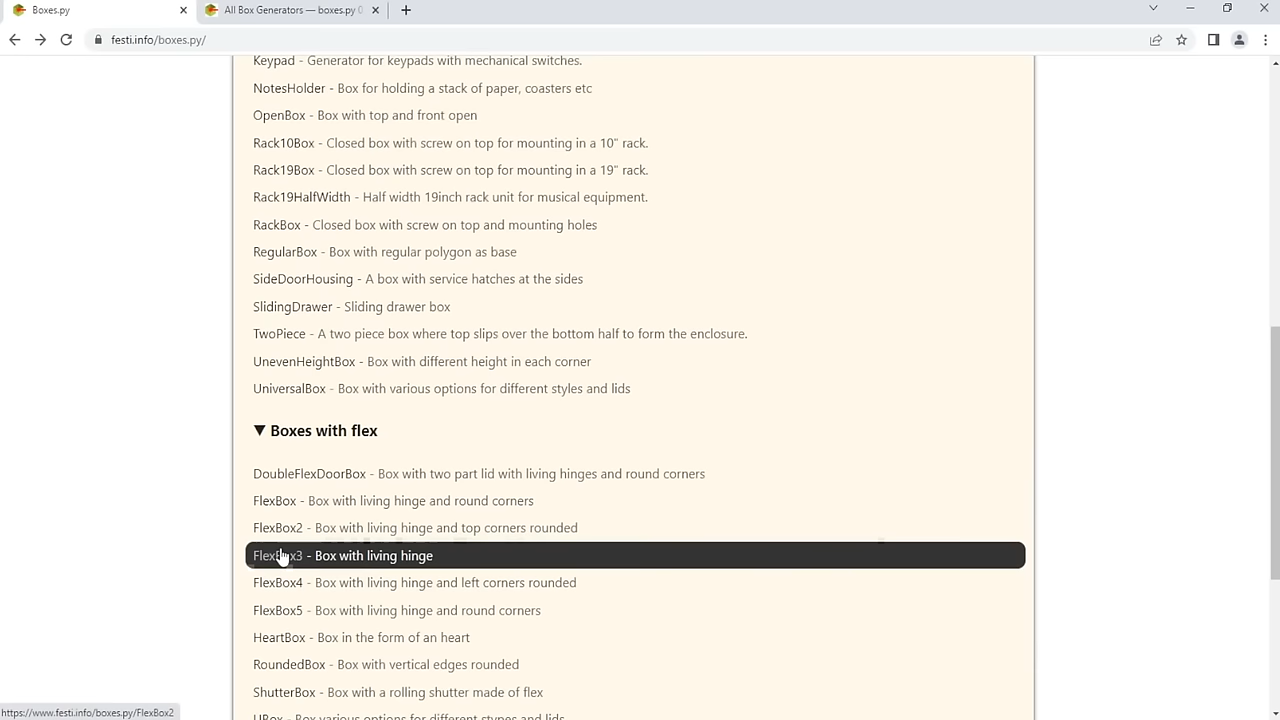 Boxes.py
All Box Generators — boxes.py 0
festi.info/boxes.py/
Keypad - Generator for keypads with mechanical switches.
NotesHolder - Box for holding a stack of paper, coasters etc
OpenBox - Box with top and front open
Rack10Box - Closed box with screw on top for mounting in a 10" rack.
Rack19Box - Closed box with screw on top for mounting in a 19" rack.
Rack19HalfWidth - Half width 19inch rack unit for musical equipment.
RackBox - Closed box with screw on top and mounting holes
RegularBox - Box with regular polygon as base
SideDoorHousing - A box with service hatches at the sides
SlidingDrawer - Sliding drawer box
TwoPiece - A two piece box where top slips over the bottom half to form the enclosure.
UnevenHeightBox - Box with different height in each corner
UniversalBox - Box with various options for different styles and lids
▼ Boxes with flex
DoubleFlexDoorBox - Box with two part lid with living hinges and round corners
FlexBox - Box with living hinge and round corners
FlexBox2 - Box with living hinge and top corners rounded
FlexBox3 - Box with living hinge
FlexBox4 - Box with living hinge and left corners rounded
FlexBox5 - Box with living hinge and round corners
HeartBox - Box in the form of an heart
RoundedBox - Box with vertical edges rounded
ShutterBox - Box with a rolling shutter made of flex
UBox - Box various options for different stypes and lids
https://www.festi.info/boxes.py/FlexBox2